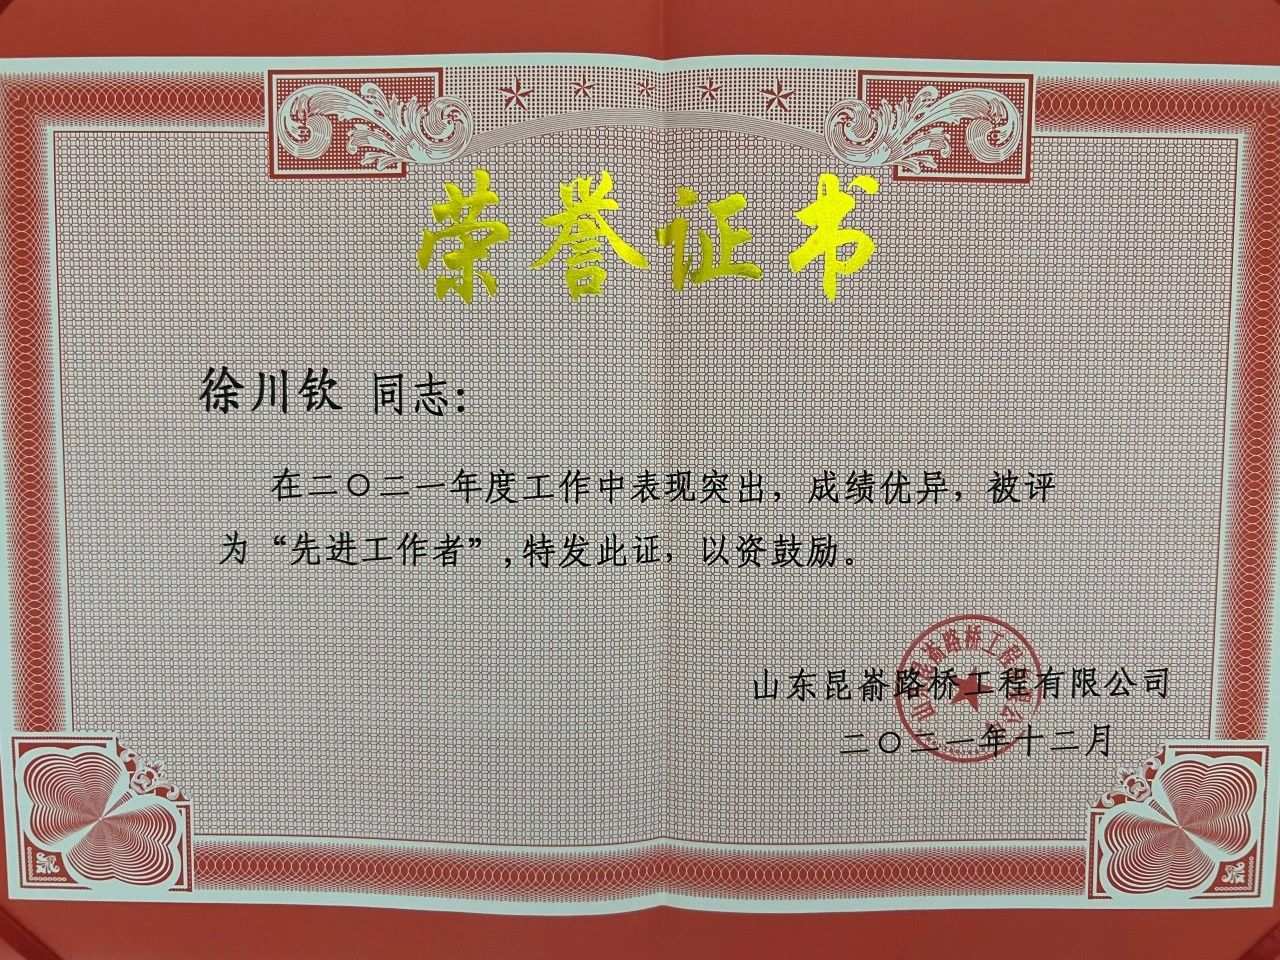 荣誉证书
徐川钦 同志：
在二〇二一年度工作中表现突出，成绩优异，被评
为“先进工作者”,特发此证，以资鼓励。
山东昆嵛路桥工程有限公司
二〇二一年十二月